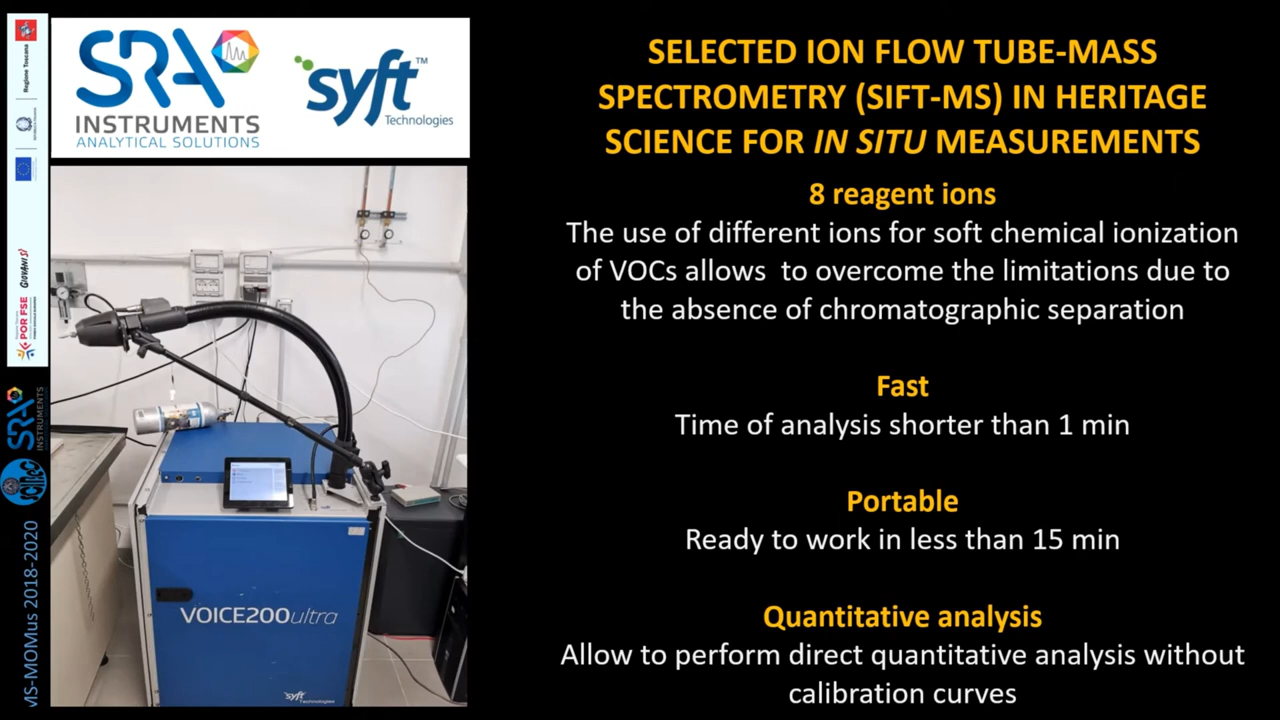 SRA
INSTRUMENTS
ANALYTICAL SOLUTIONS
syft™
Technologies
SELECTED ION FLOW TUBE-MASS
SPECTROMETRY (SIFT-MS) IN HERITAGE
SCIENCE FOR IN SITU MEASUREMENTS
8 reagent ions
The use of different ions for soft chemical ionization
of VOCs allows to overcome the limitations due to
the absence of chromatographic separation
Fast
Time of analysis shorter than 1 min
Portable
Ready to work in less than 15 min
Quantitative analysis
Allow to perform direct quantitative analysis without
calibration curves
VOICE200ultra
syft
Technologies
Regione Toscana
GIOVANISÌ
POR FSE
SRA
INSTRUMENTS
MS-MOMus 2018-2020